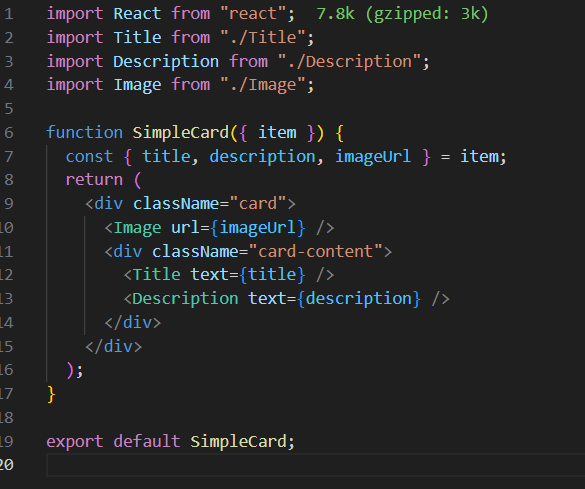 1 import React from "react"; 7.8k (gzipped: 3k)
2 import Title from "./Title";
3 import Description from "./Description";
4 import Image from "./Image";
5
6 function SimpleCard({ item }) {
7   const { title, description, imageUrl } = item;
8   return (
9     <div className="card">
10       <Image url={imageUrl} />
11       <div className="card-content">
12         <Title text={title} />
13         <Description text={description} />
14       </div>
15     </div>
16   );
17 }
18
19 export default SimpleCard;
20